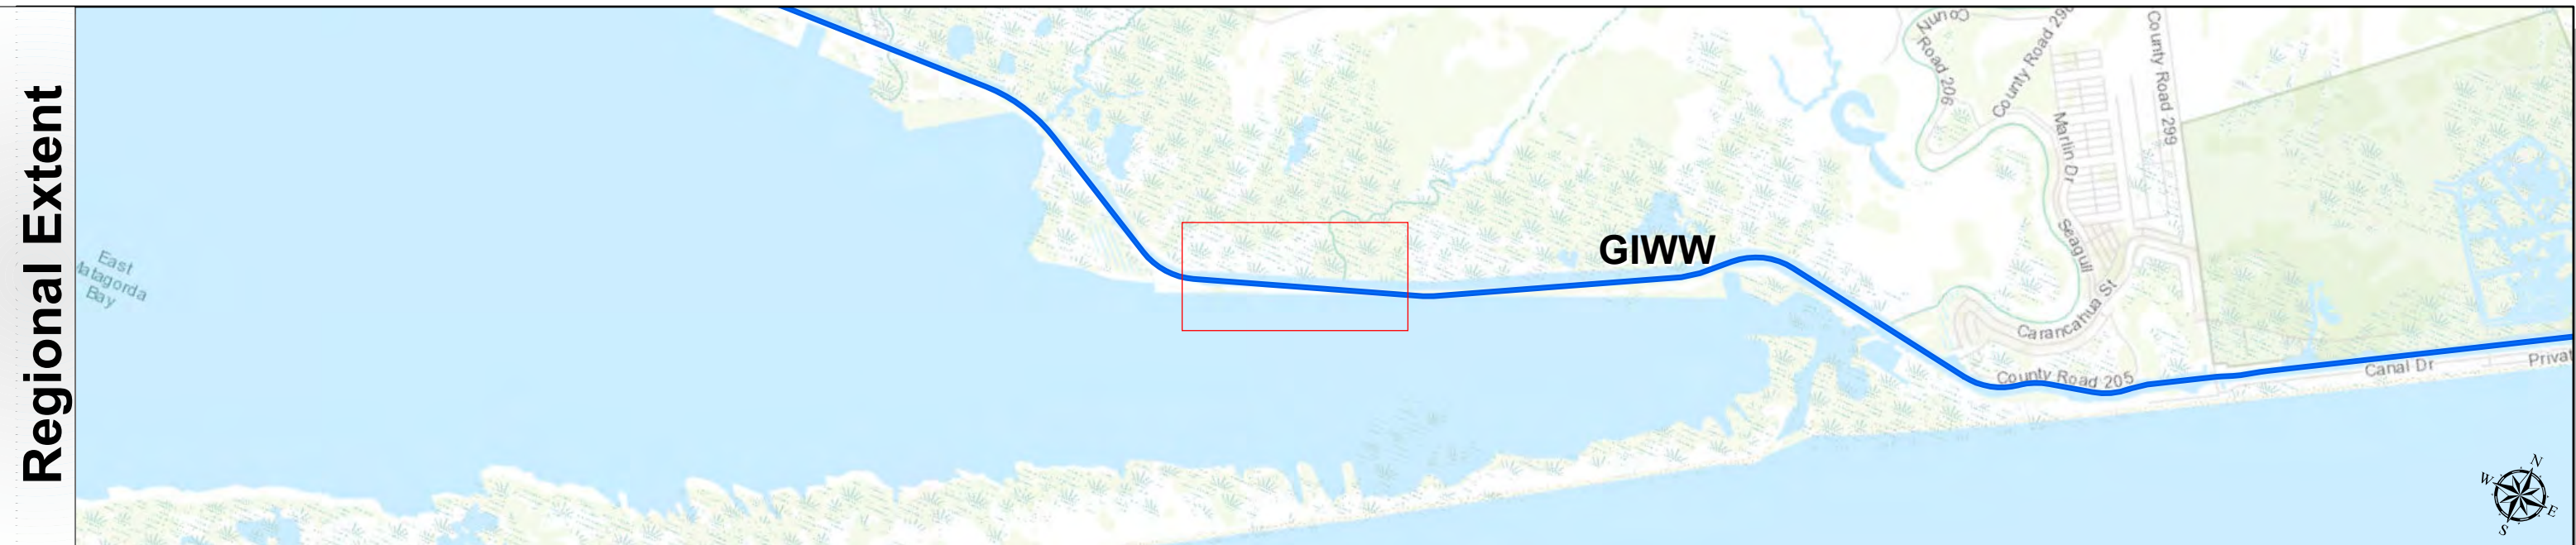 Regional Extent
East
Matagorda
Bay
GIWW
County
Road 206
County Road 296
County Road 299
Marlin Dr
Seagull
Carancahua St
County Road 205
Canal Dr
Privat
N
W
E
S